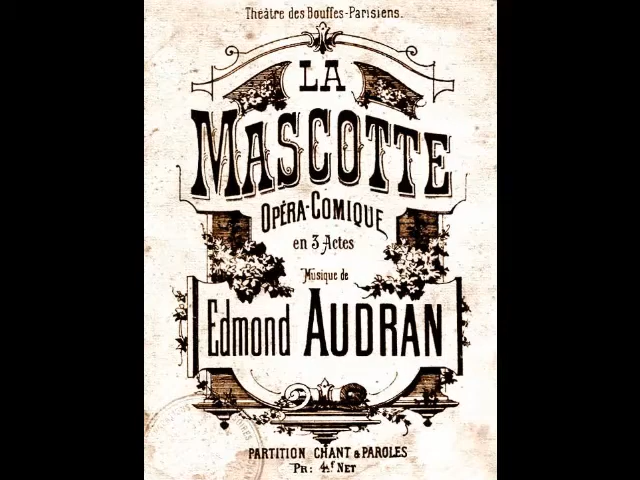 Théâtre des Bouffes-Parisiens.
LA
MASCOTTE
OPÉRA-COMIQUE
en 3 Actes
Musique de
Edmond AUDRAN
PARTITION CHANT & PAROLES
PR: 4f NET